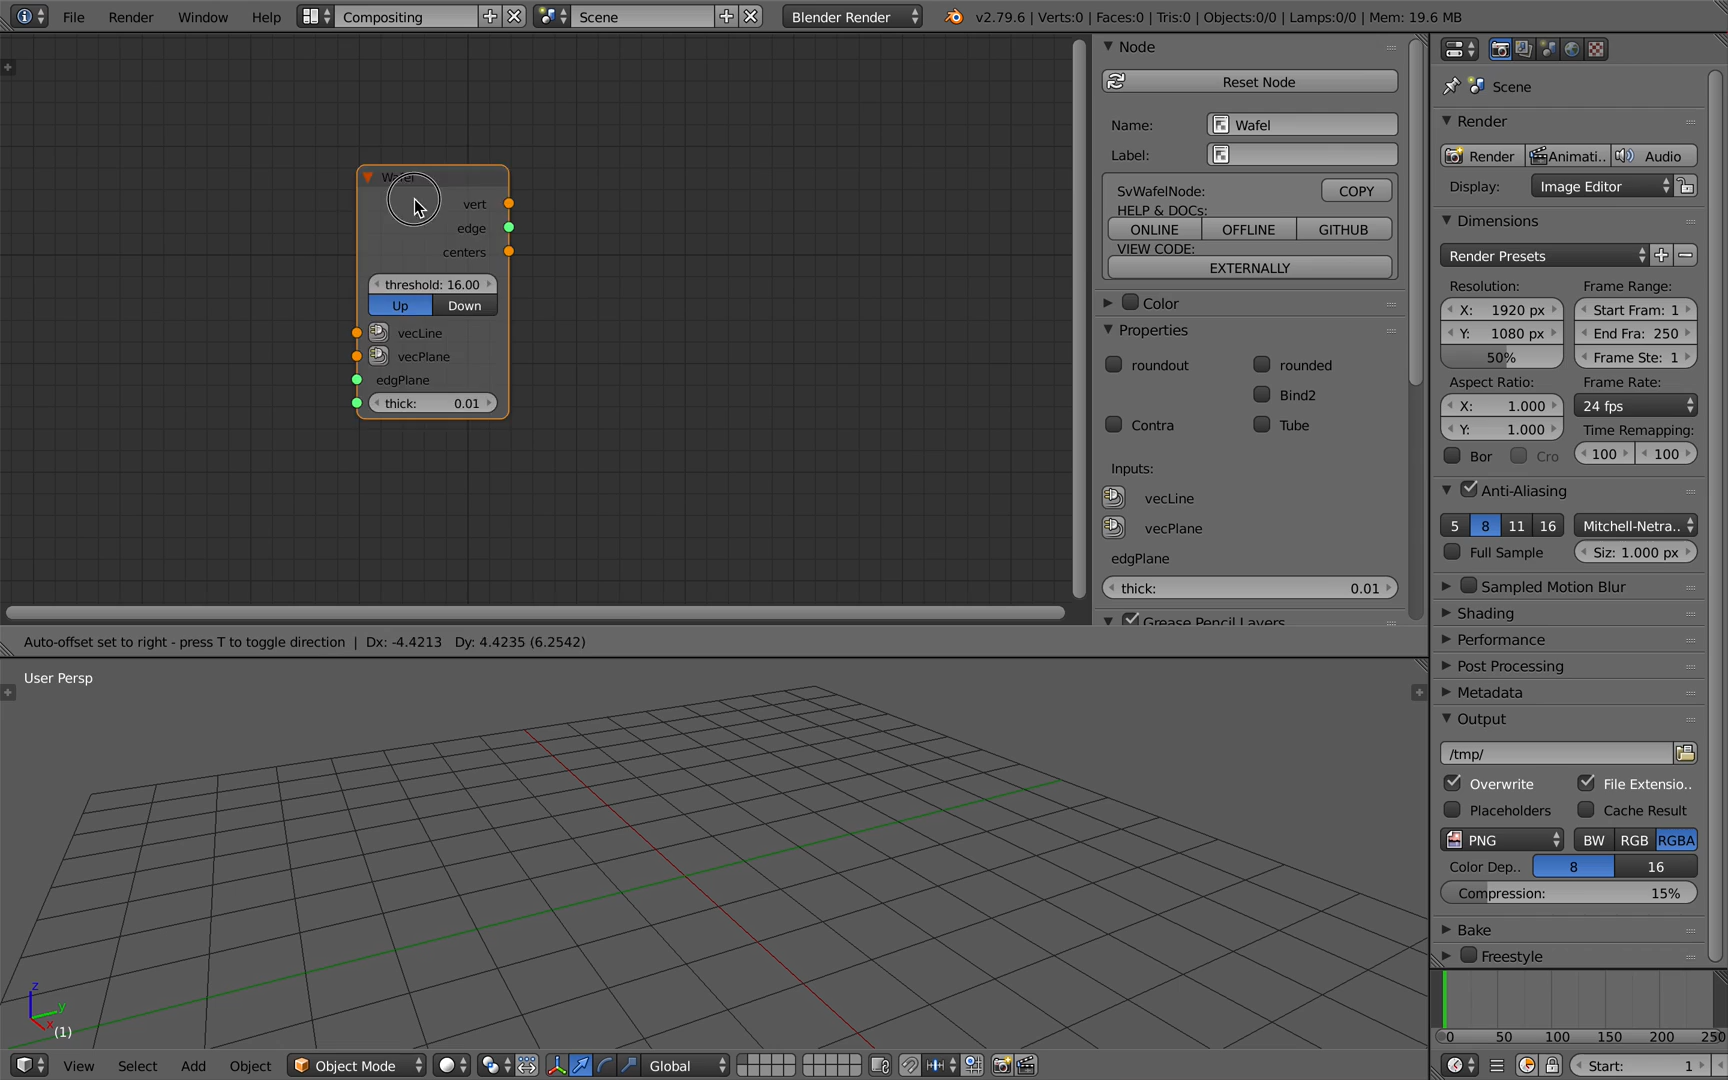 File Render Window Help Compositing Scene Blender Render v2.79.6 | Verts:0 | Faces:0 | Tris:0 | Objects:0/0 | Lamps:0/0 | Mem: 19.6 MB
Wafel
vert
edge
centers
threshold: 16.00
Up Down
vecLine
vecPlane
edgPlane
thick: 0.01
Node
Reset Node
Name: Wafel
Label:
SvWafelNode: COPY
HELP & DOCs:
ONLINE OFFLINE GITHUB
VIEW CODE:
EXTERNALLY
Color
Properties
roundout rounded
Bind2
Contra Tube
Inputs:
vecLine
vecPlane
edgPlane
thick: 0.01
Grease Pencil Layers
Auto-offset set to right - press T to toggle direction | Dx: -4.4213 Dy: 4.4235 (6.2542)
User Persp
z
y
x
(1)
View Select Add Object Object Mode Global
Scene
Render
Render Animati.. Audio
Display: Image Editor
Dimensions
Render Presets
Resolution: Frame Range:
X: 1920 px Start Fram: 1
Y: 1080 px End Fra: 250
50% Frame Ste: 1
Aspect Ratio: Frame Rate:
X: 1.000 24 fps
Y: 1.000 Time Remapping:
Bor Cro 100 100
Anti-Aliasing
5 8 11 16 Mitchell-Netra..
Full Sample Siz: 1.000 px
Sampled Motion Blur
Shading
Performance
Post Processing
Metadata
Output
/tmp/
Overwrite File Extensio..
Placeholders Cache Result
PNG BW RGB RGBA
Color Dep.. 8 16
Compression: 15%
Bake
Freestyle
0 50 100 150 200 250
Start: 1